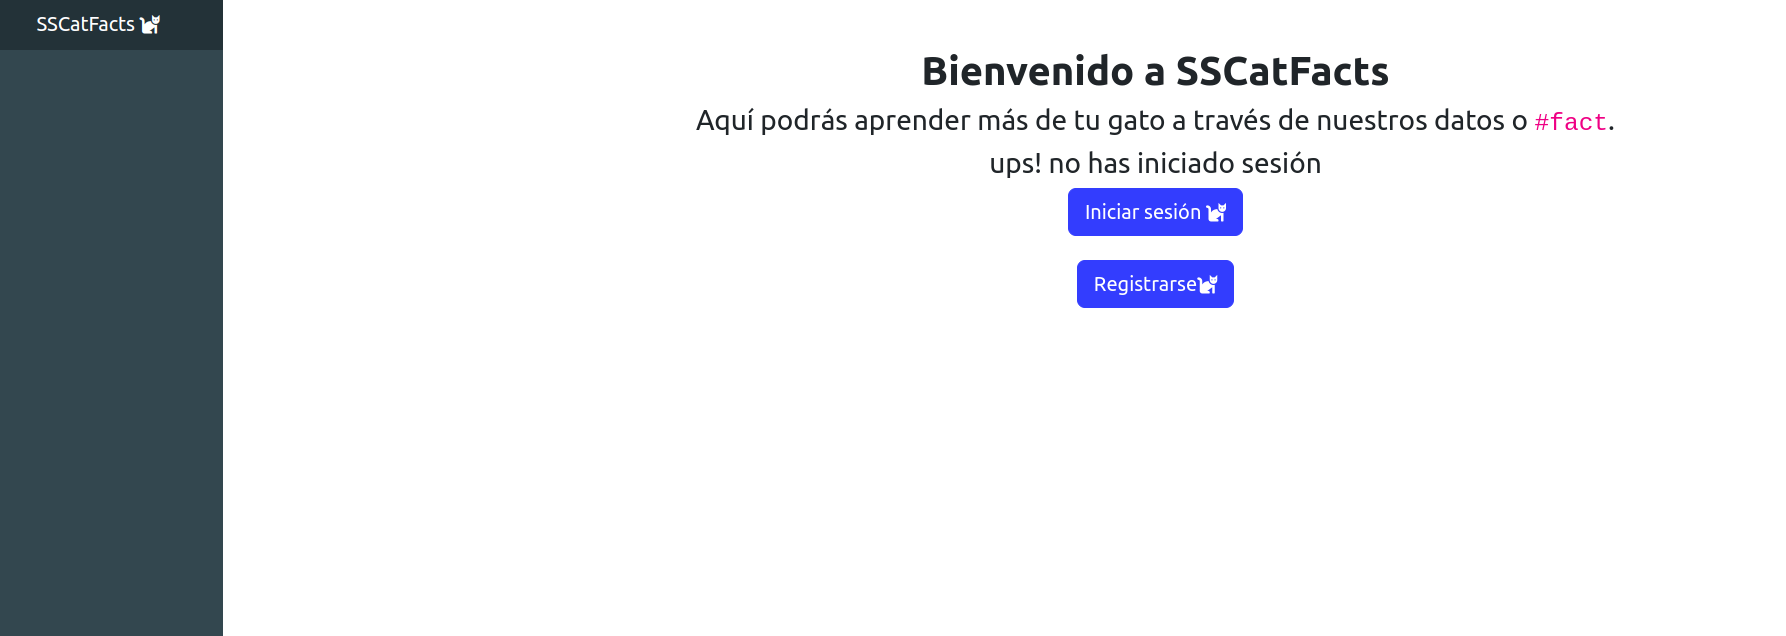 SSCatFacts
Bienvenido a SSCatFacts
Aquí podrás aprender más de tu gato a través de nuestros datos o #fact.
ups! no has iniciado sesión
Iniciar sesión
Registrarse